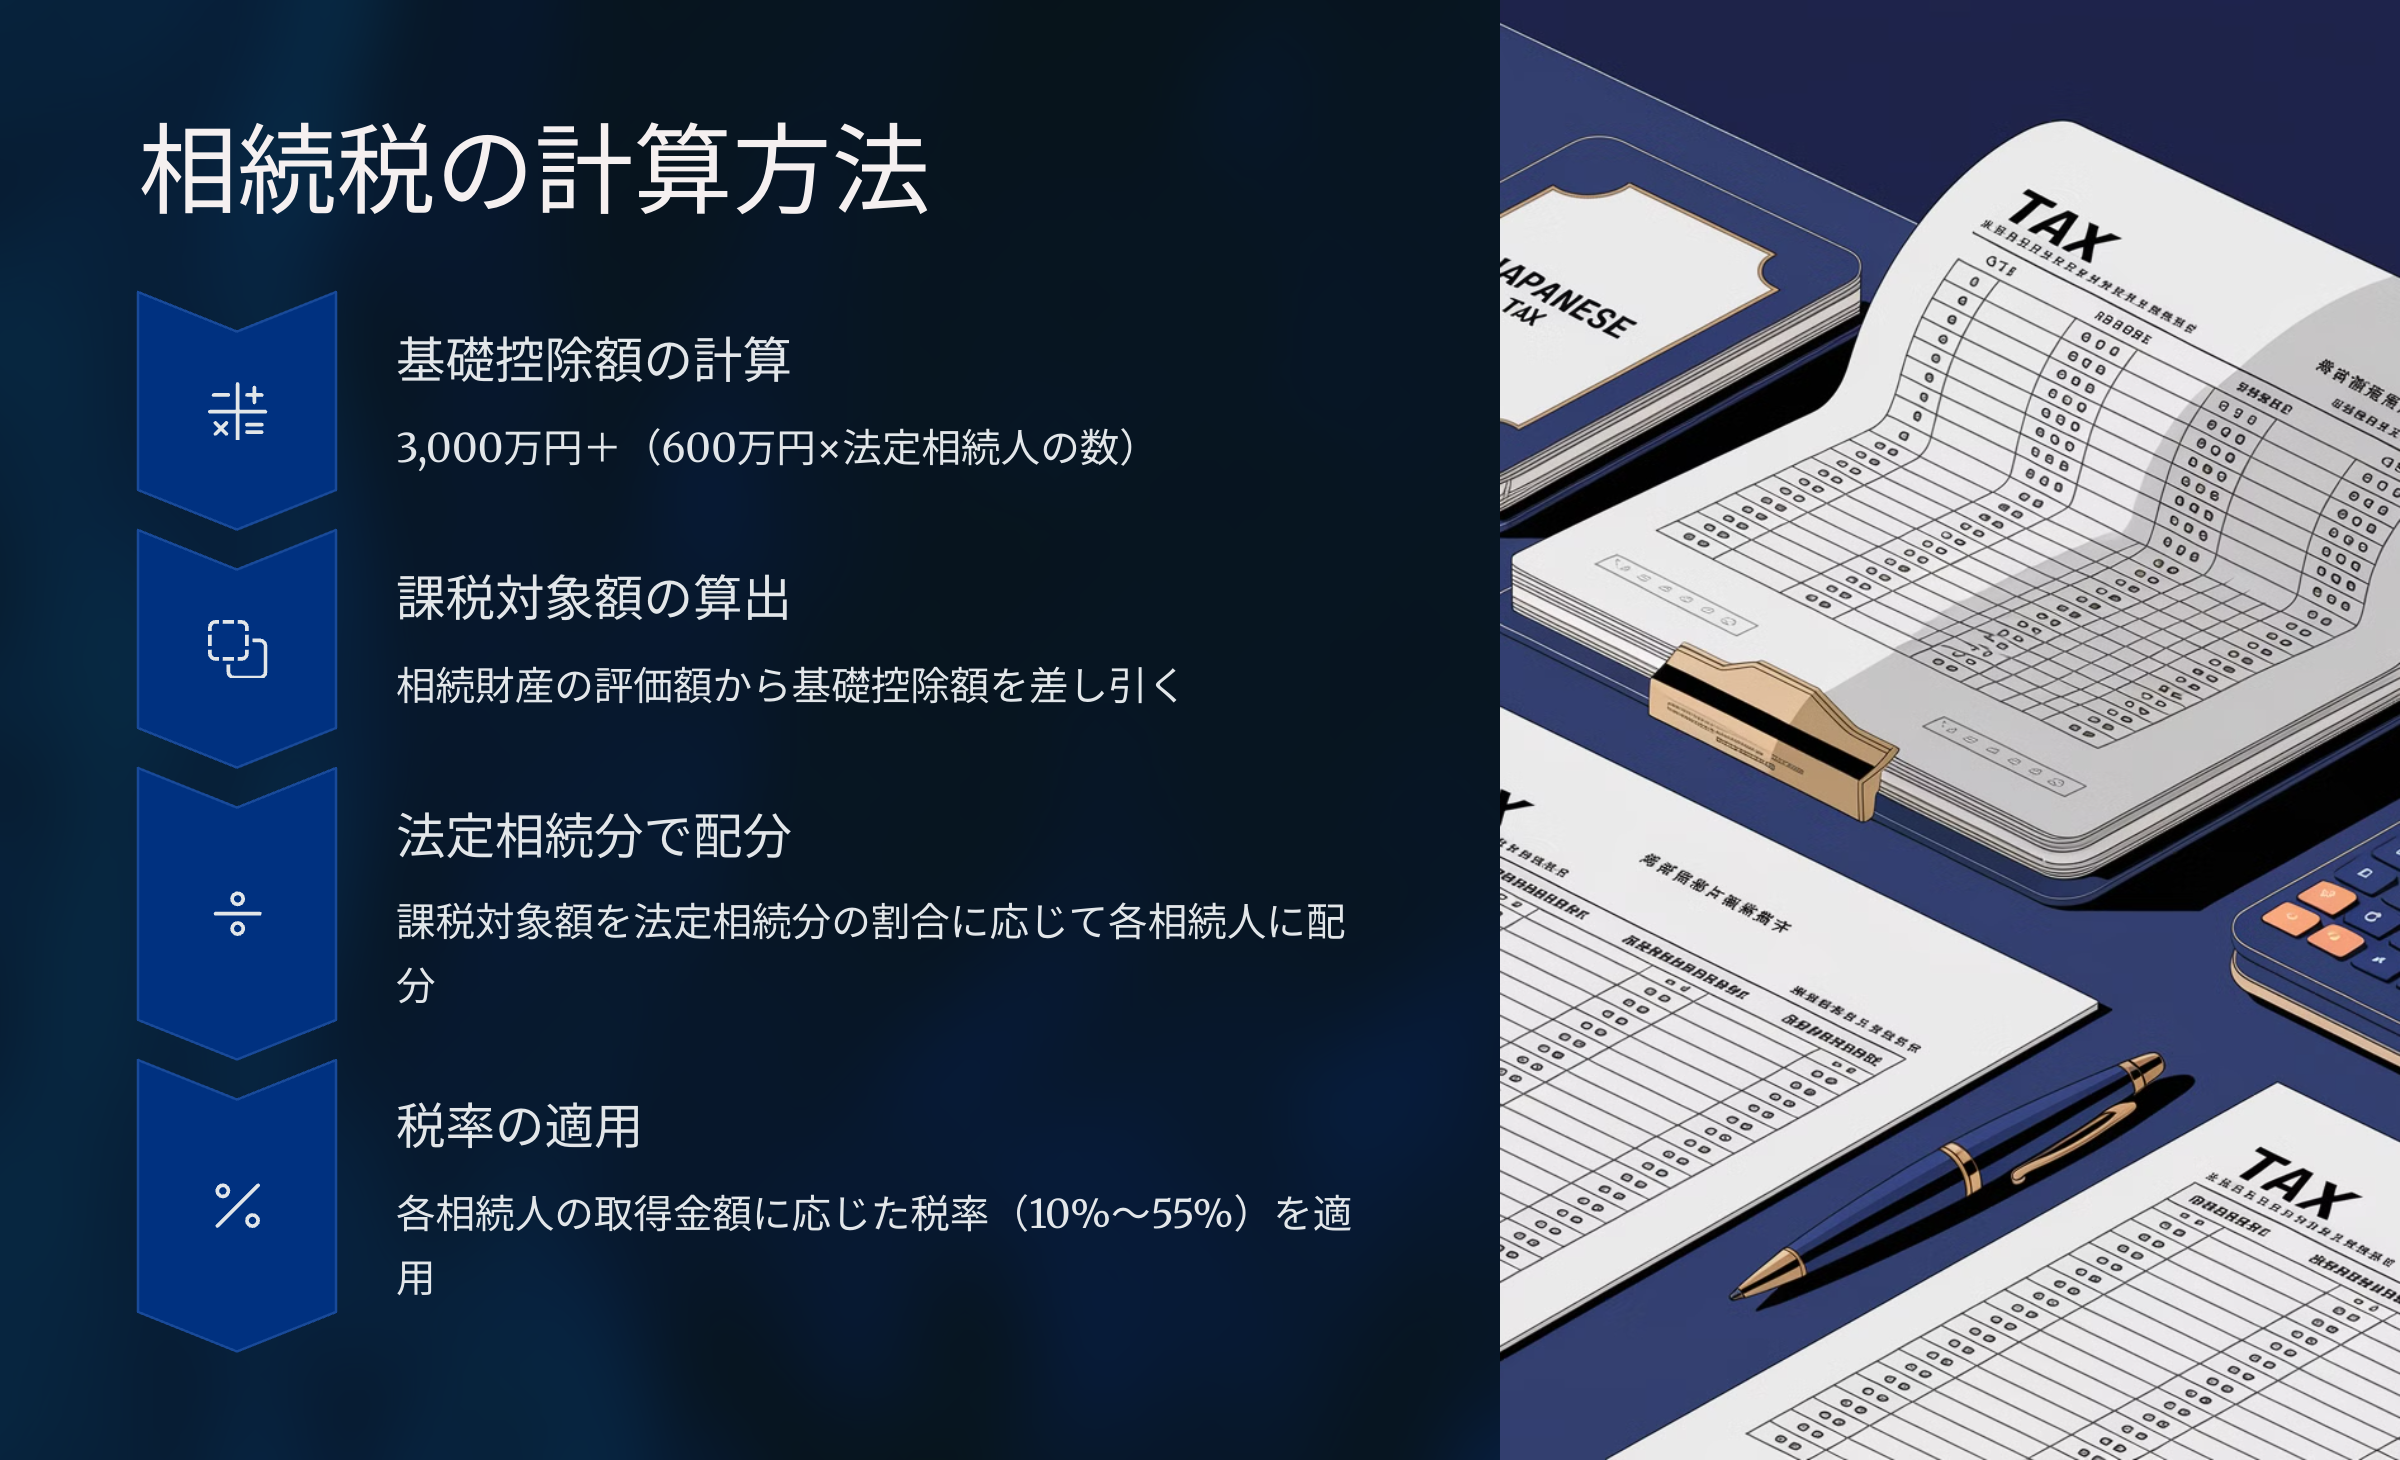 相続税の計算方法
基礎控除額の計算
3,000万円＋（600万円×法定相続人の数）
課税対象額の算出
相続財産の評価額から基礎控除額を差し引く
法定相続分で配分
課税対象額を法定相続分の割合に応じて各相続人に配
分
税率の適用
各相続人の取得金額に応じた税率（10%〜55%）を適
用
JAPANESE
TAX
TAX
TAX